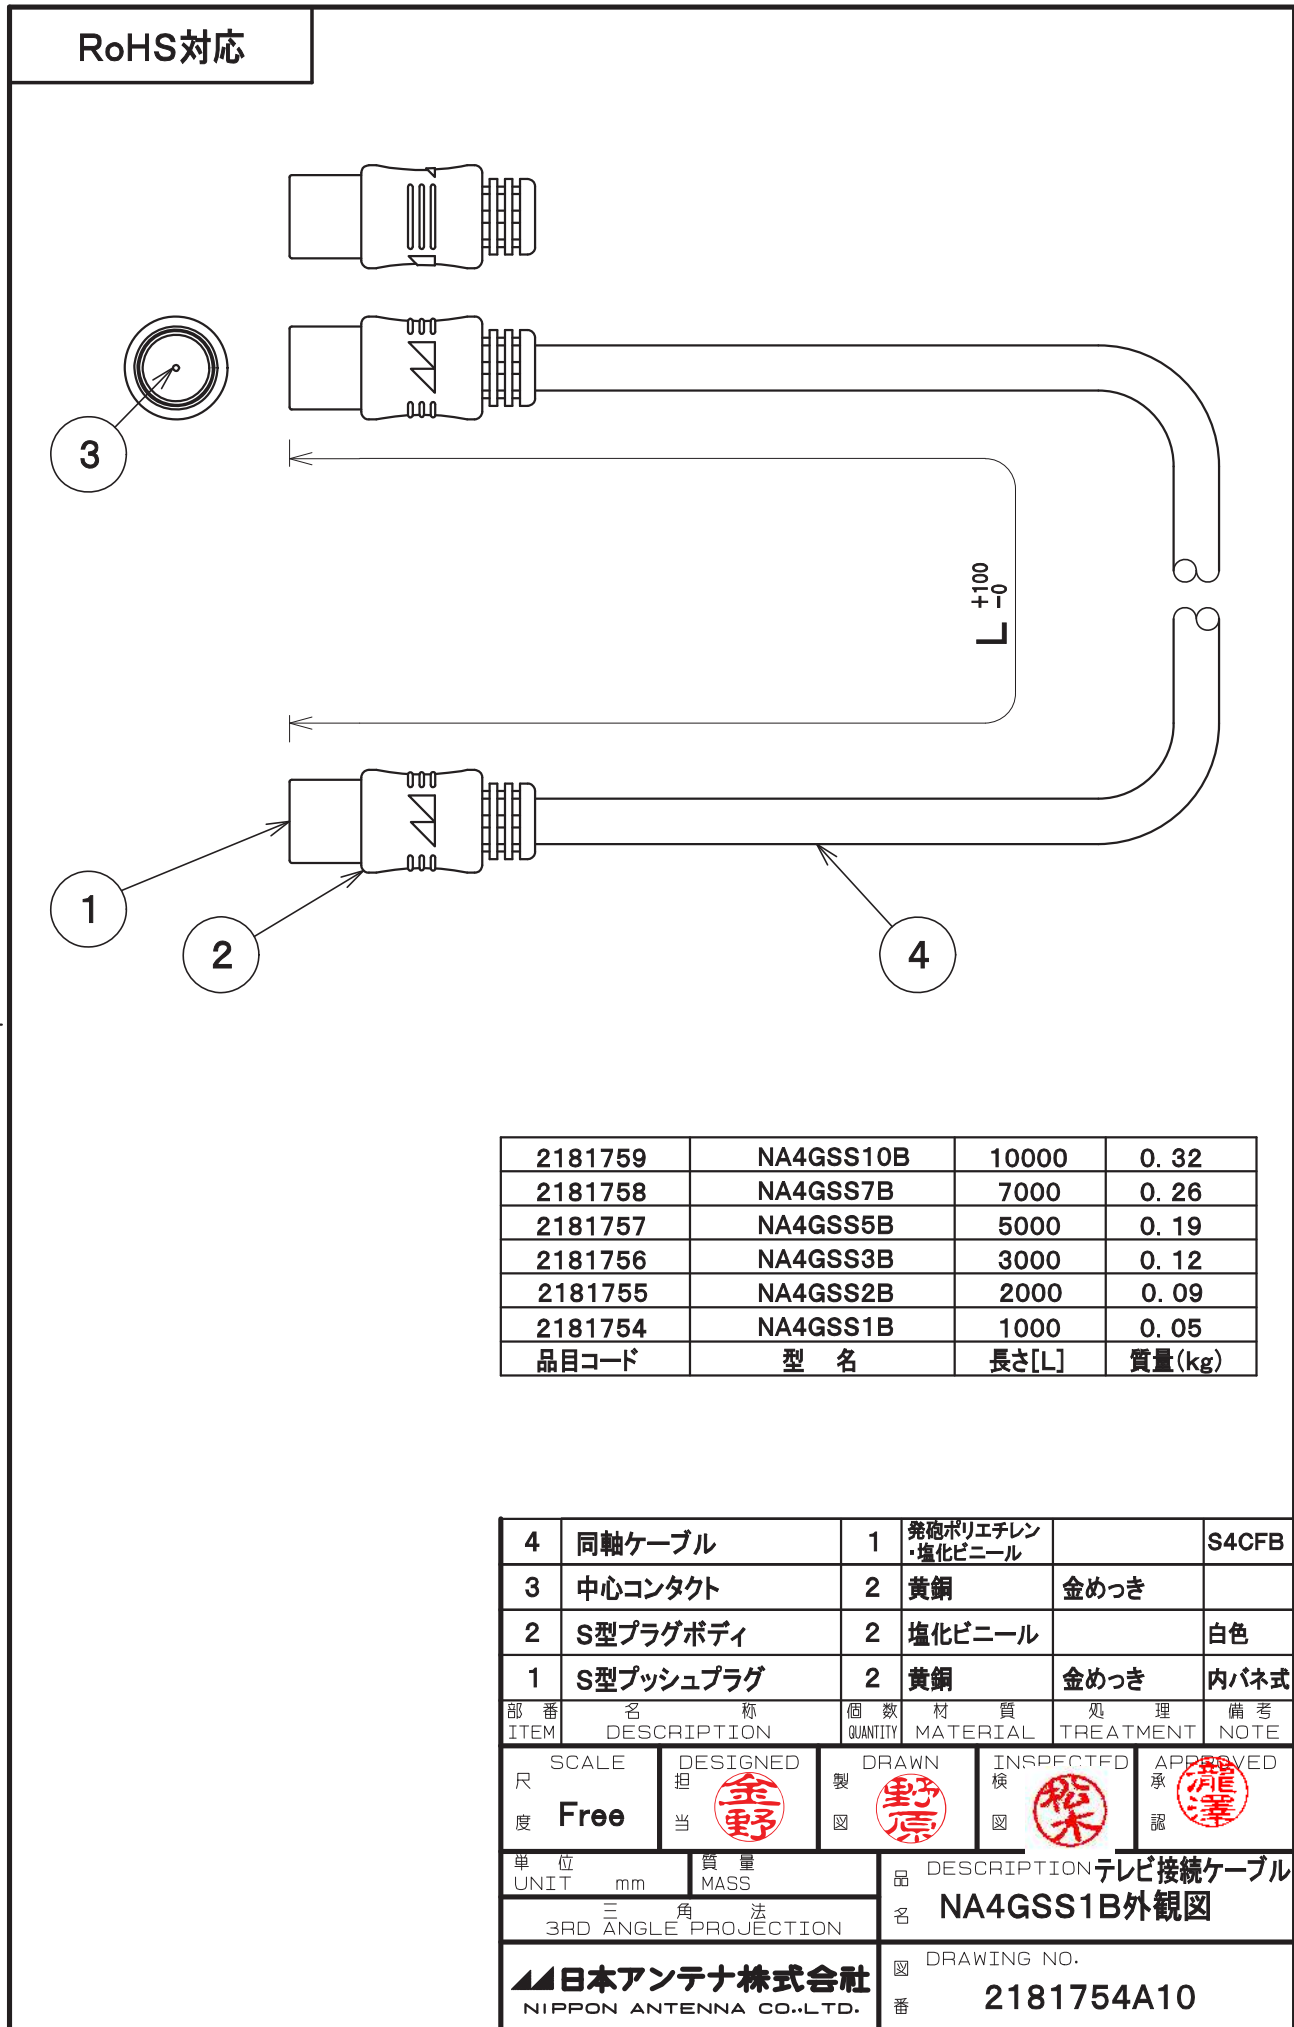 RoHS対応
3
L +100 -0
1
2
4
2181759 NA4GSS10B 10000 0.32
2181758 NA4GSS7B 7000 0.26
2181757 NA4GSS5B 5000 0.19
2181756 NA4GSS3B 3000 0.12
2181755 NA4GSS2B 2000 0.09
2181754 NA4GSS1B 1000 0.05
品目コード 型 名 長さ[L] 質量(kg)
4 同軸ケーブル 1 発砲ポリエチレン・塩化ビニール S4CFB
3 中心コンタクト 2 黄銅 金めっき
2 S型プラグボディ 2 塩化ビニール 白色
1 S型プッシュプラグ 2 黄銅 金めっき 内バネ式
部番 名称 個数 材質 処理 備考
ITEM DESCRIPTION QUANTITY MATERIAL TREATMENT NOTE
尺度 SCALE Free
担当 DESIGNED 金野
製図 DRAWN 野原
検図 INSPECTED 松木
承認 APPROVED 瀧澤
単位 UNIT mm
質量 MASS
三角法
3RD ANGLE PROJECTION
品名 DESCRIPTION テレビ接続ケーブル
NA4GSS1B外観図
日本アンテナ株式会社
NIPPON ANTENNA CO.,LTD.
図番 DRAWING NO.
2181754A10